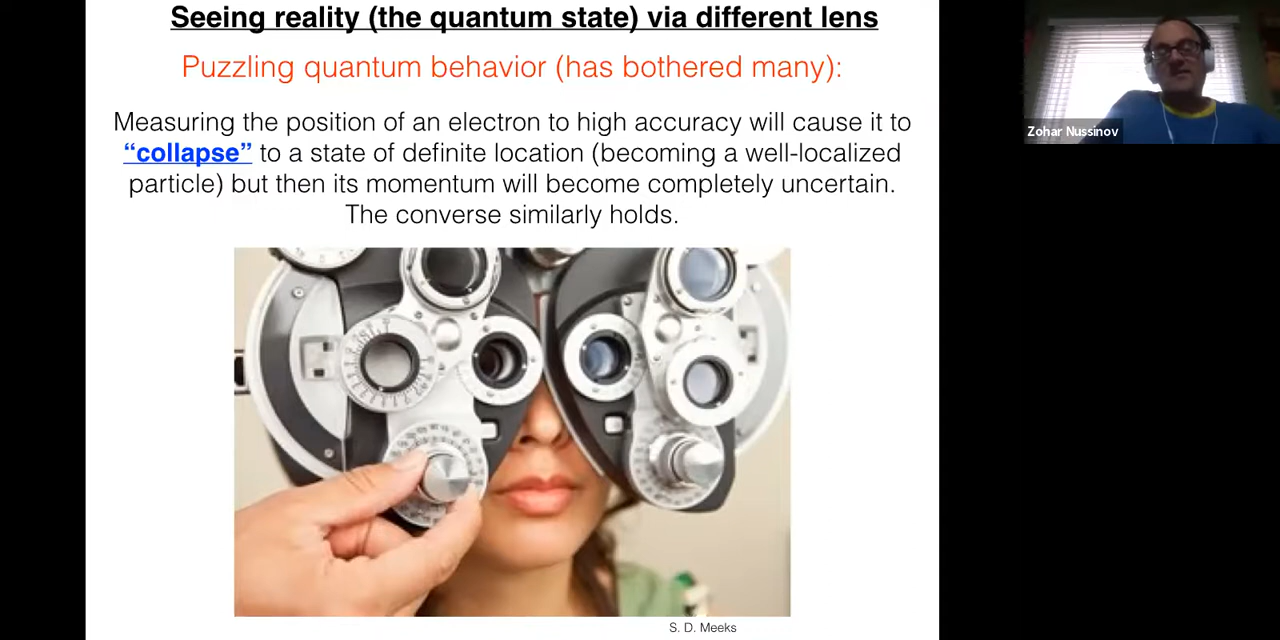 Seeing reality (the quantum state) via different lens
Puzzling quantum behavior (has bothered many):
Measuring the position of an electron to high accuracy will cause it to
“collapse” to a state of definite location (becoming a well-localized
particle) but then its momentum will become completely uncertain.
The converse similarly holds.
S. D. Meeks
Zohar Nussinov